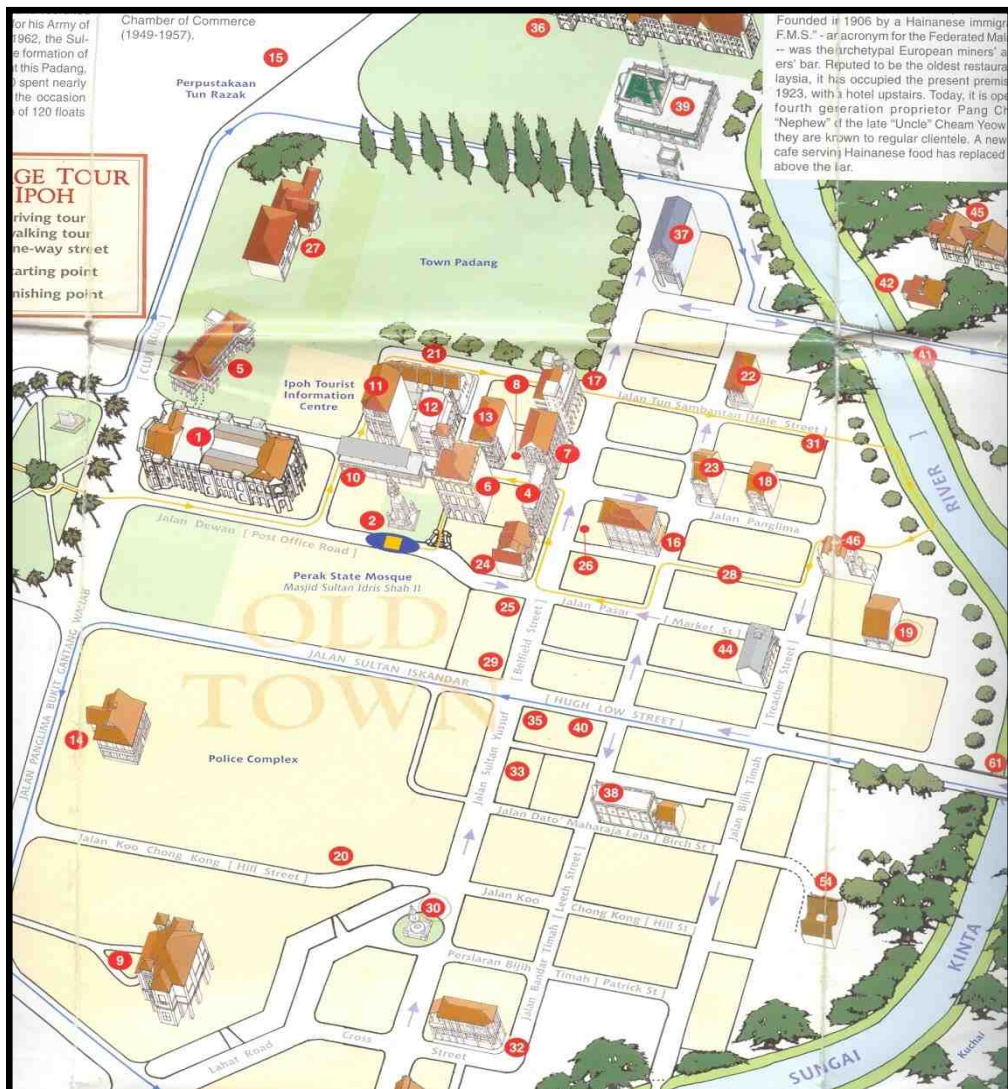 for his Army of
1962, the Sul-
e formation of
t this Padang.
spent nearly
the occasion
of 120 floats
Chamber of Commerce
(1949-1957).
Founded in 1906 by a Hainanese
F.M.S." - an acronym for the Federated
-- was the archetypal European miners'
ers' bar. Reputed to be the oldest
laysia, it has occupied the present
1923, with a hotel upstairs. Today, it is
fourth generation proprietor Pang
"Nephew" of the late "Uncle" Cheam Yeow
they are known to regular clientele. A new
cafe serving Hainanese food has replaced
above the bar.
GE TOUR
IPOH
riving tour
walking tour
ne-way street
tarting point
nishing point
15
Perpustakaan
Tun Razak
36
39
45
42
41
27
37
Town Padang
[ CLUB ROAD ]
5
21
Ipoh Tourist
Information
Centre
11
12
8
13
17
7
22
Jalan Tun Sambantan [ Hale Street ]
31
RIVER ]
1
10
6
4
23
18
Jalan Panglima
2
Jalan Dewan [ Post Office Road ]
24
16
26
28
46
Perak State Mosque
Masjid Sultan Idris Shah II
25
Jalan Pasar
[ Market St ]
19
44
OLD
TOWN
29
[ Belfield Street ]
[ Treacher Street ]
JALAN SULTAN ISKANDAR
[ HUGH LOW STREET ]
JALAN PANGLIMA BUKIT GANTANG WAHAB
14
Police Complex
35
40
61
Jalan Sultan Yussuf
33
38
Jalan Bijih Timah
Jalan Dato' Maharaja Lela [ Birch St ]
Jalan Koo Chong Kong [ Hill Street ]
20
Jalan Koo Chong Kong [ Hill St ]
54
30
Jalan Bandar Timah [ Leech Street ]
Persiaran Bijih Timah [ Patrick St ]
9
KINTA
Lahat Road
Cross Street
32
SUNGAI
Kuchai